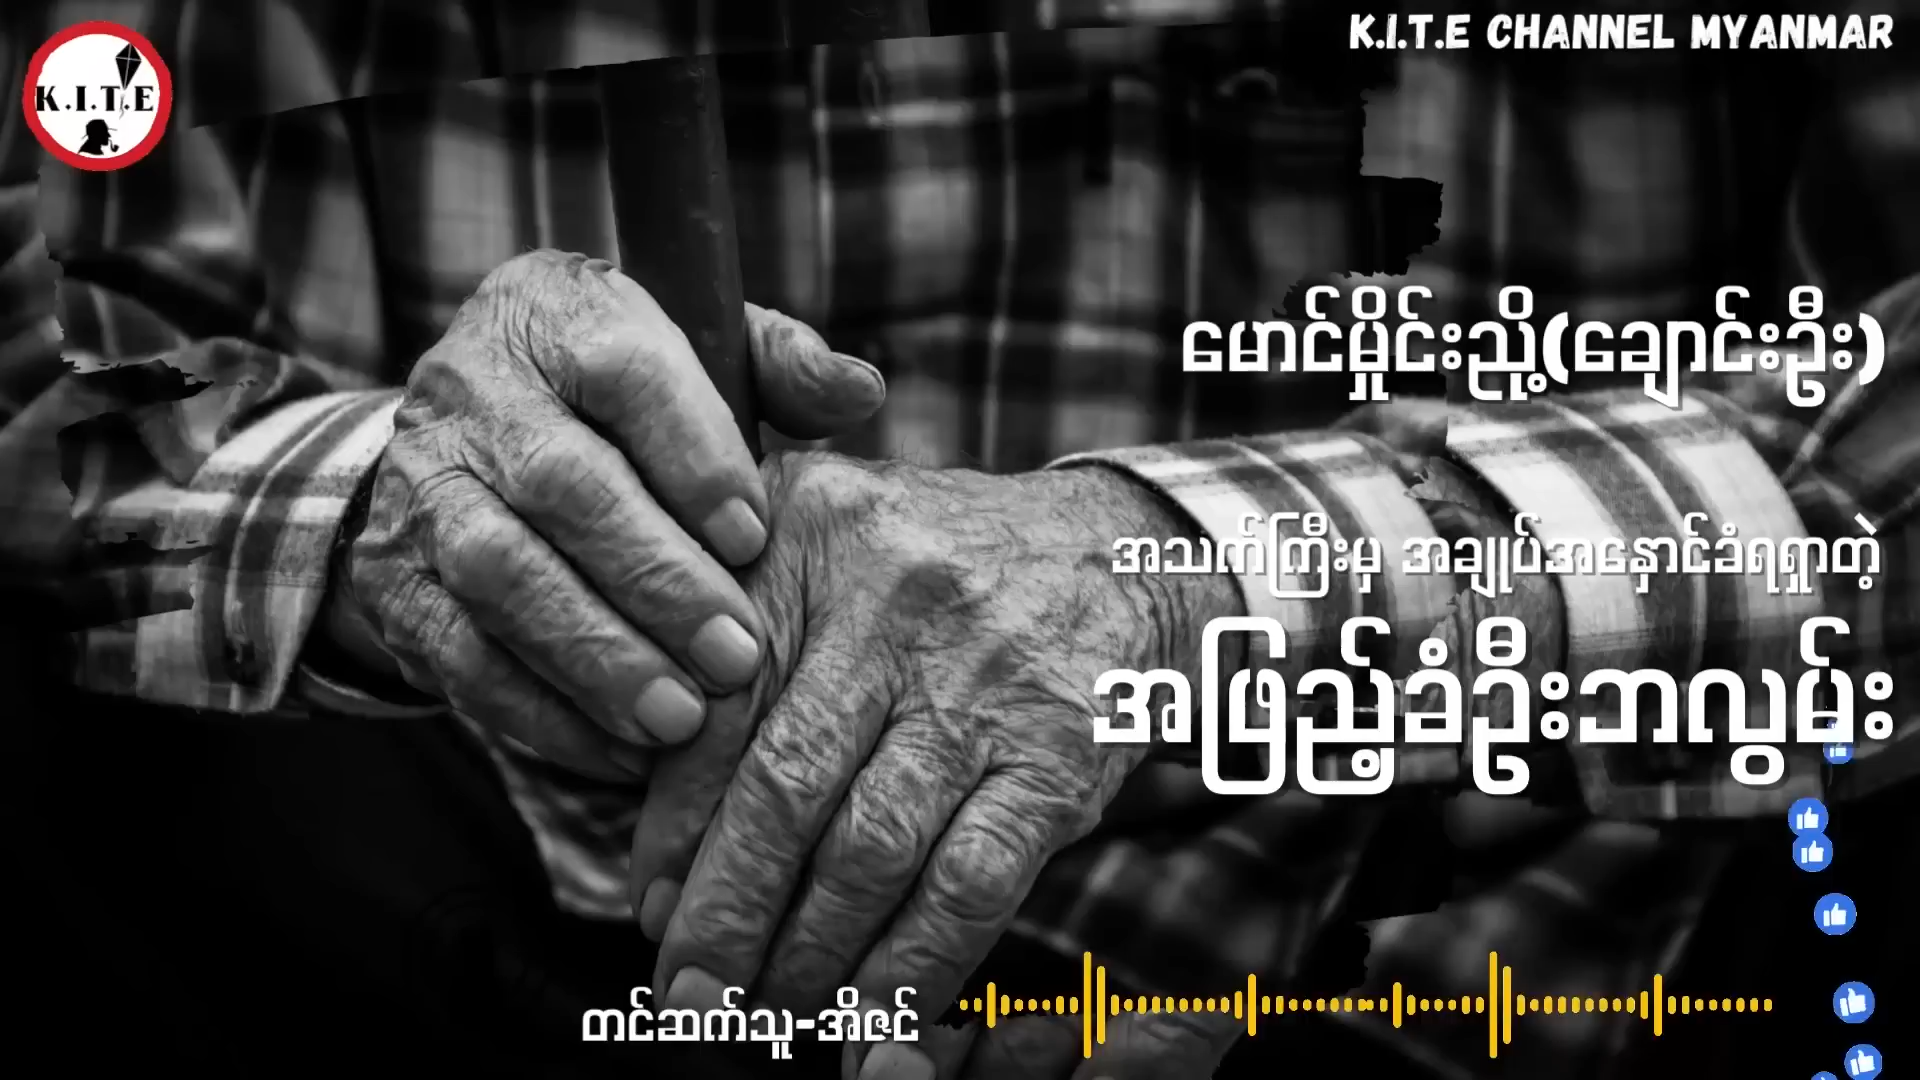 K.I.T.E
K.I.T.E CHANNEL MYANMAR
မောင်မှိုင်းညို့(ချောင်းဦး)
အသက်ကြီးမှ အချုပ်အနှောင်ခံရရှာတဲ့
အဖြည့်ခံဦးဘလွမ်း
တင်ဆက်သူ-အိဇင်